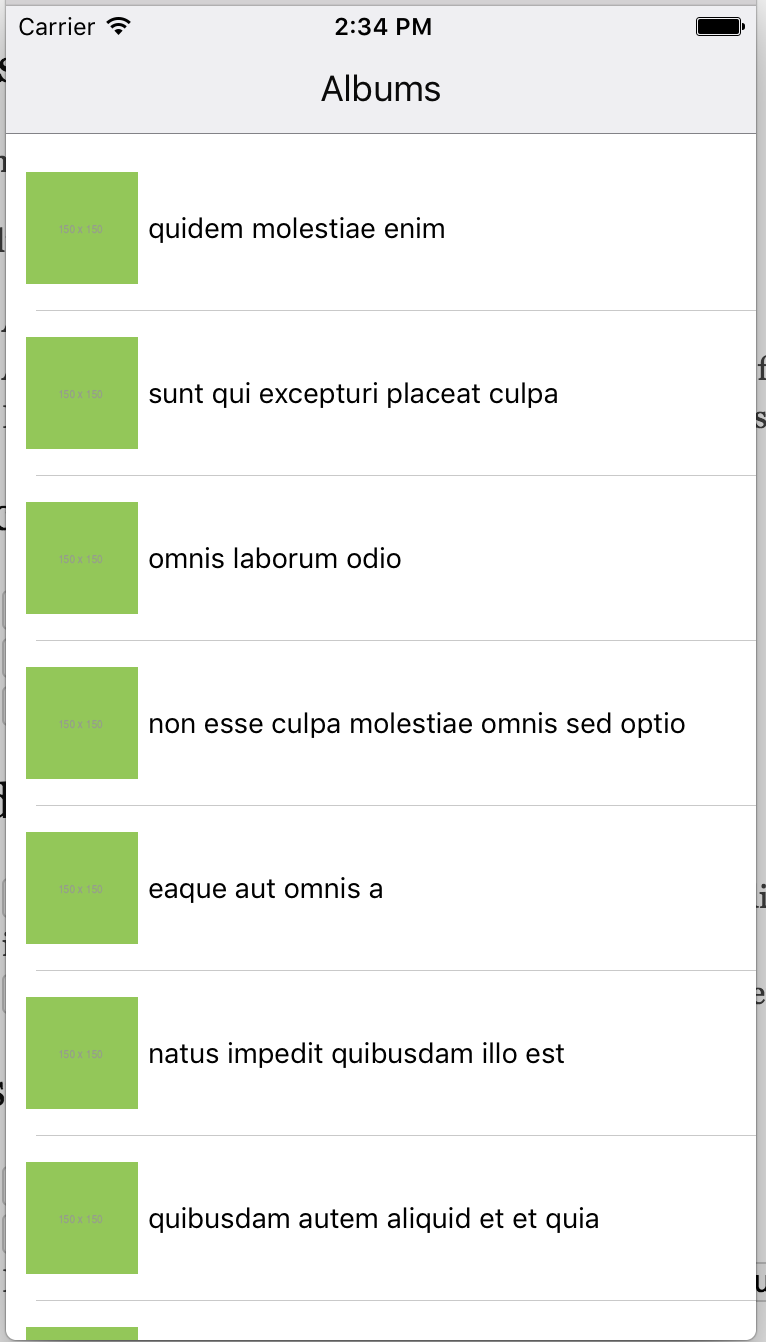 Carrier 2:34 PM
Albums
150 x 150
quidem molestiae enim
150 x 150
sunt qui excepturi placeat culpa
150 x 150
omnis laborum odio
150 x 150
non esse culpa molestiae omnis sed optio
150 x 150
eaque aut omnis a
150 x 150
natus impedit quibusdam illo est
150 x 150
quibusdam autem aliquid et et quia